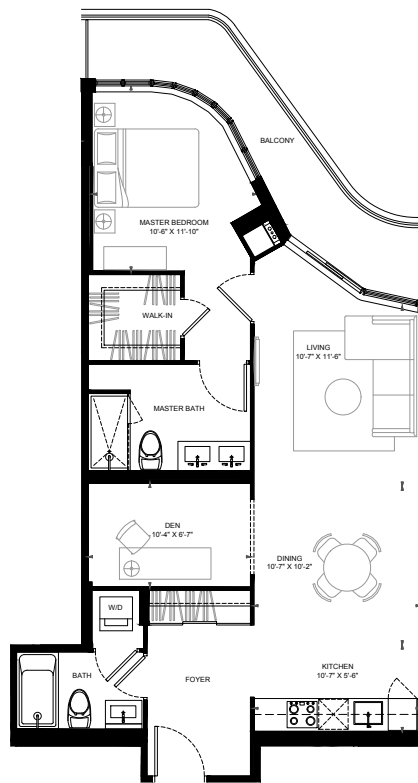 BALCONY
MASTER BEDROOM
10'-6" X 11'-10"
WALK-IN
LIVING
10'-7" X 11'-6"
MASTER BATH
DEN
10'-4" X 6'-7"
DINING
10'-7" X 10'-2"
W/D
BATH
FOYER
KITCHEN
10'-7" X 5'-6"